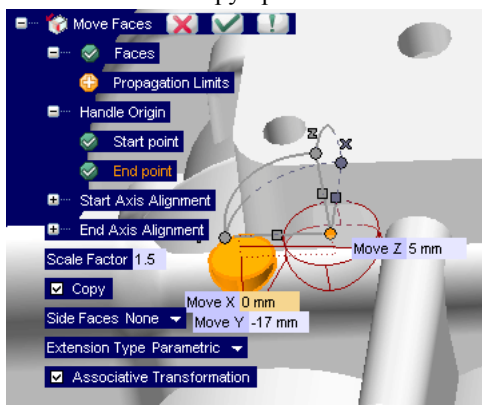 Move Faces
Faces
Propagation Limits
Handle Origin
Start point
End point
Start Axis Alignment
End Axis Alignment
Scale Factor 1.5
Copy
Side Faces None
Extension Type Parametric
Associative Transformation
Z
X
Move Z 5 mm
Move X 0 mm
Move Y -17 mm